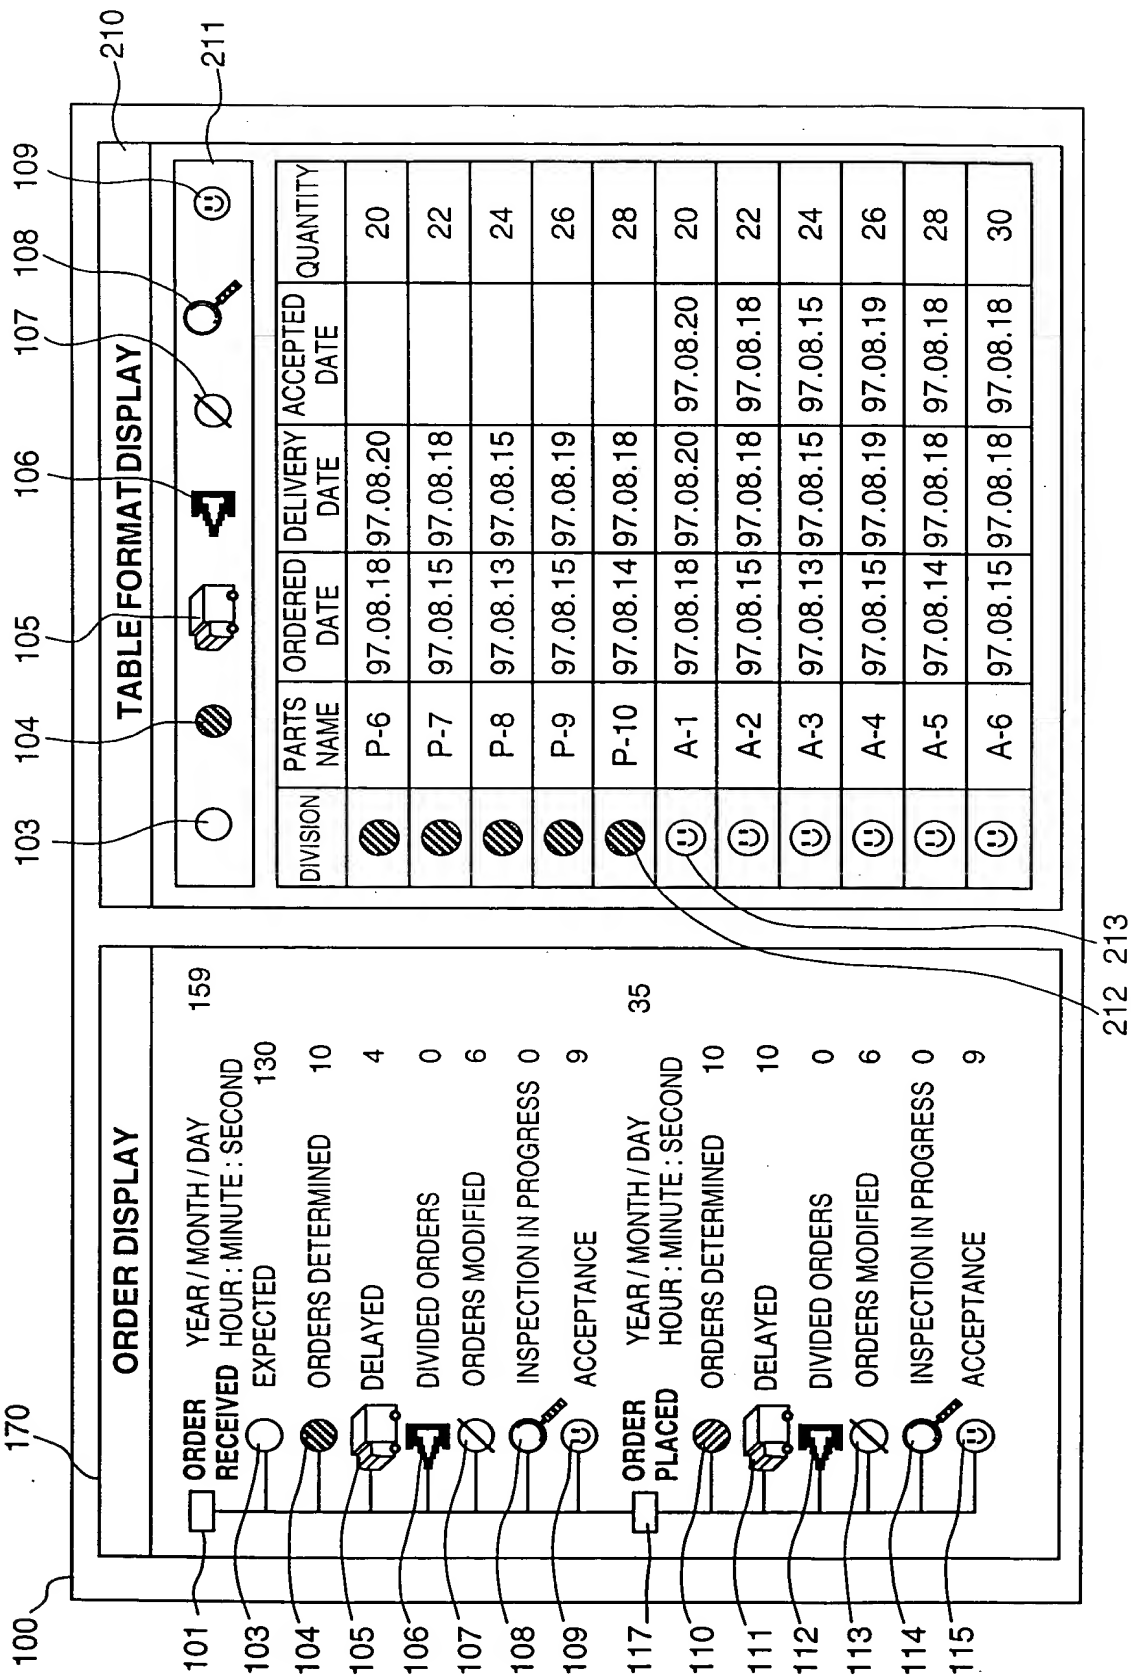 100
170
ORDER DISPLAY
101
ORDER RECEIVED
YEAR / MONTH / DAY
HOUR : MINUTE : SECOND
159
103
EXPECTED 130
104
ORDERS DETERMINED 10
105
DELAYED 4
106
DIVIDED ORDERS 0
107
ORDERS MODIFIED 6
108
INSPECTION IN PROGRESS 0
109
ACCEPTANCE 9
117
ORDER PLACED
YEAR / MONTH / DAY
HOUR : MINUTE : SECOND
35
110
ORDERS DETERMINED 10
111
DELAYED 10
112
DIVIDED ORDERS 0
113
ORDERS MODIFIED 6
114
INSPECTION IN PROGRESS 0
115
ACCEPTANCE 9
TABLE FORMAT DISPLAY
103 104 105 106 107 108 109
210
211
DIVISION PARTS NAME ORDERED DATE DELIVERY DATE ACCEPTED DATE QUANTITY
P-6 97.08.18 97.08.20 20
P-7 97.08.15 97.08.18 22
P-8 97.08.13 97.08.15 24
P-9 97.08.15 97.08.19 26
P-10 97.08.14 97.08.18 28
A-1 97.08.18 97.08.20 97.08.20 20
A-2 97.08.15 97.08.18 97.08.18 22
A-3 97.08.13 97.08.15 97.08.15 24
A-4 97.08.15 97.08.19 97.08.19 26
A-5 97.08.14 97.08.18 97.08.18 28
A-6 97.08.15 97.08.18 97.08.18 30
212
213